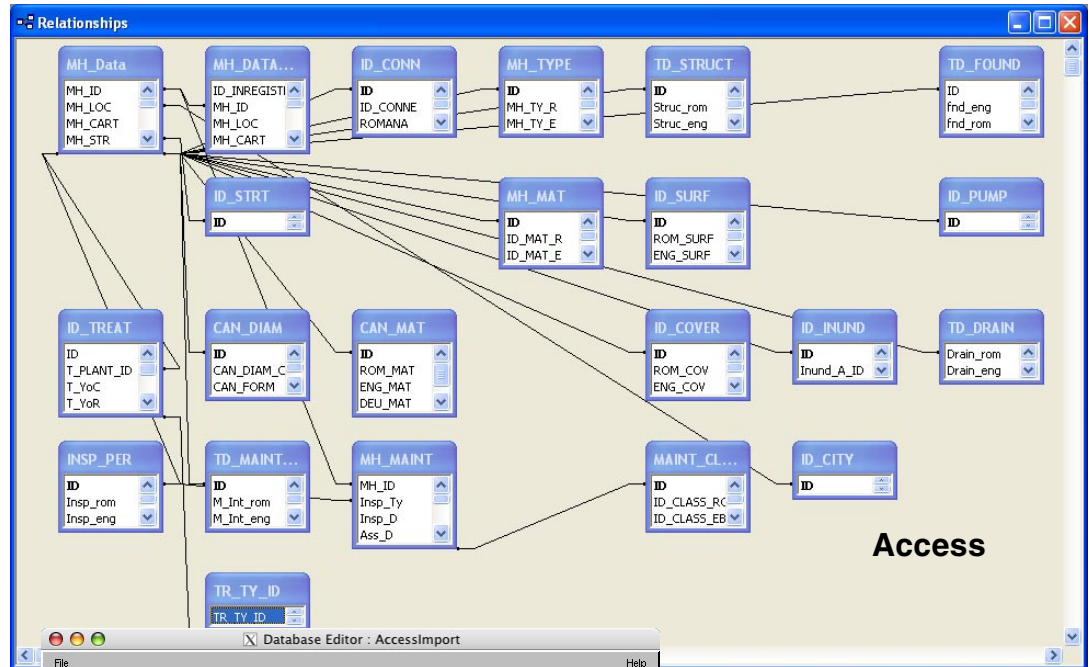 Relationships
MH_Data
MH_ID
MH_LOC
MH_CART
MH_STR
MH_DATA...
MH_ID
MH_LOC
MH_CART
ID_CONN
ID
ID_CONNE
ROMANA
MH_TYPE
ID
MH_TY_R
MH_TY_E
TD_STRUCT
ID
Struc_rom
Struc_eng
TD_FOUND
ID
fnd_eng
fnd_rom
ID_STRT
ID
MH_MAT
ID
ID_MAT_R
ID_MAT_E
ID_SURF
ID
ROM_SURF
ENG_SURF
ID_PUMP
ID
ID_TREAT
ID
T_PLANT_ID
T_YoC
T_YoR
CAN_DIAM
ID
CAN_DIAM_C
CAN_FORM
CAN_MAT
ID
ROM_MAT
ENG_MAT
DEU_MAT
ID_COVER
ID
ROM_COV
ENG_COV
ID_INUND
ID
Inund_A_ID
TD_DRAIN
Drain_rom
Drain_eng
INSP_PER
ID
Insp_rom
Insp_eng
TD_MAINT...
ID
M_Int_rom
M_Int_eng
MH_MAINT
MH_ID
Insp_Ty
Insp_D
Ass_D
MAINT_CL...
ID
ID_CLASS_RO
ID_CLASS_EB
ID_CITY
ID
Access
TR_TY_ID
TR_TY_ID
Database Editor : AccessImport
File
Help